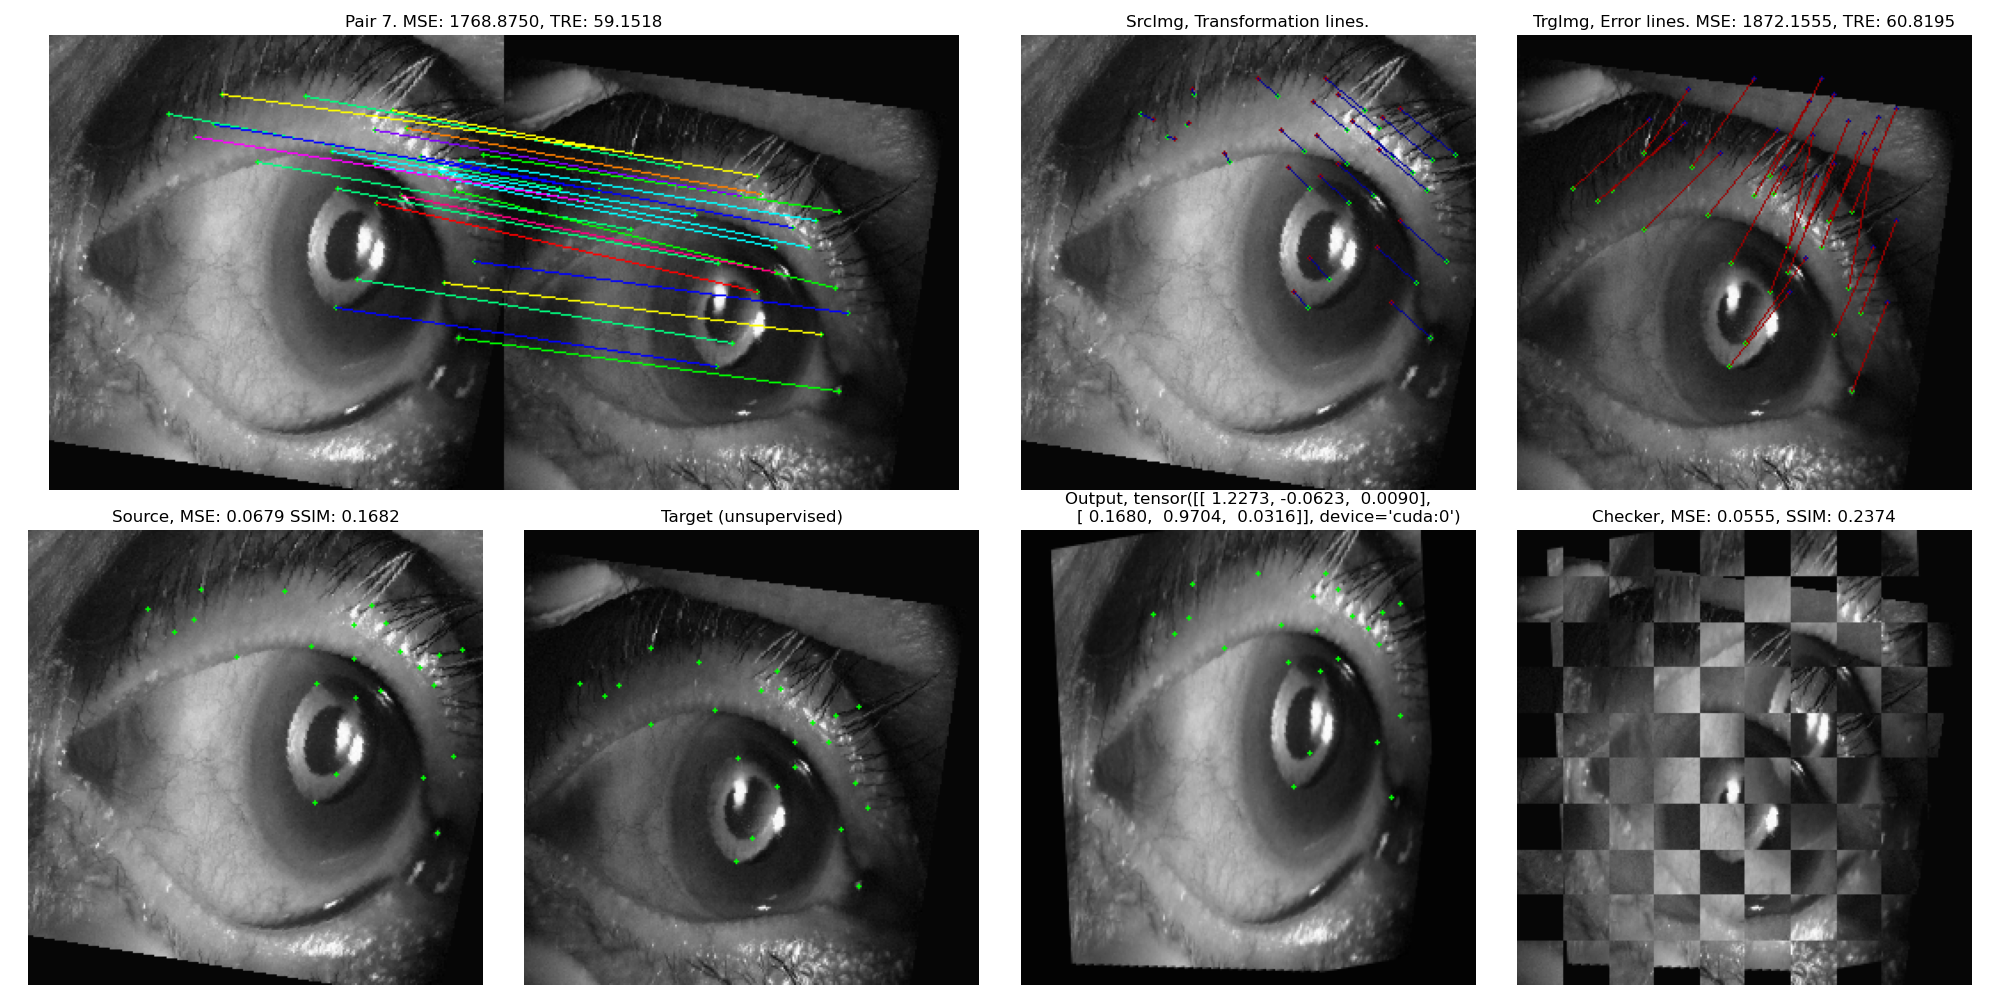 Pair 7. MSE: 1768.8750, TRE: 59.1518
SrcImg, Transformation lines.
TrgImg, Error lines. MSE: 1872.1555, TRE: 60.8195
Source, MSE: 0.0679 SSIM: 0.1682
Target (unsupervised)
Output, tensor([[ 1.2273, -0.0623,  0.0090],
[ 0.1680,  0.9704,  0.0316]], device='cuda:0')
Checker, MSE: 0.0555, SSIM: 0.2374